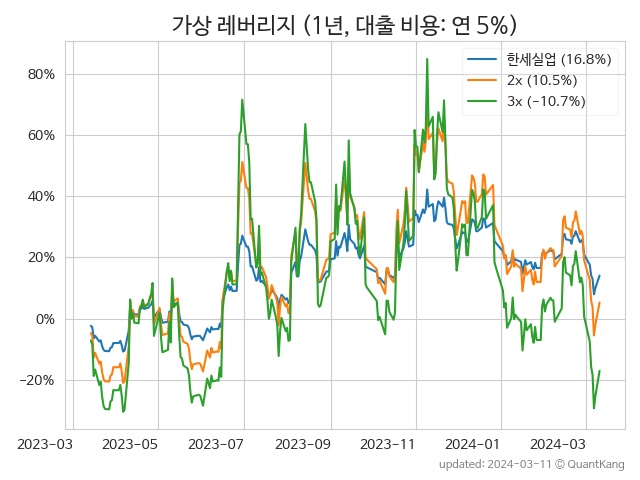 가상 레버리지 (1년, 대출 비용: 연 5%)
한세실업 (16.8%)
2x (10.5%)
3x (−10.7%)
80%
60%
40%
20%
0%
−20%
2023-03 2023-05 2023-07 2023-09 2023-11 2024-01 2024-03
updated: 2024-03-11 © QuantKang